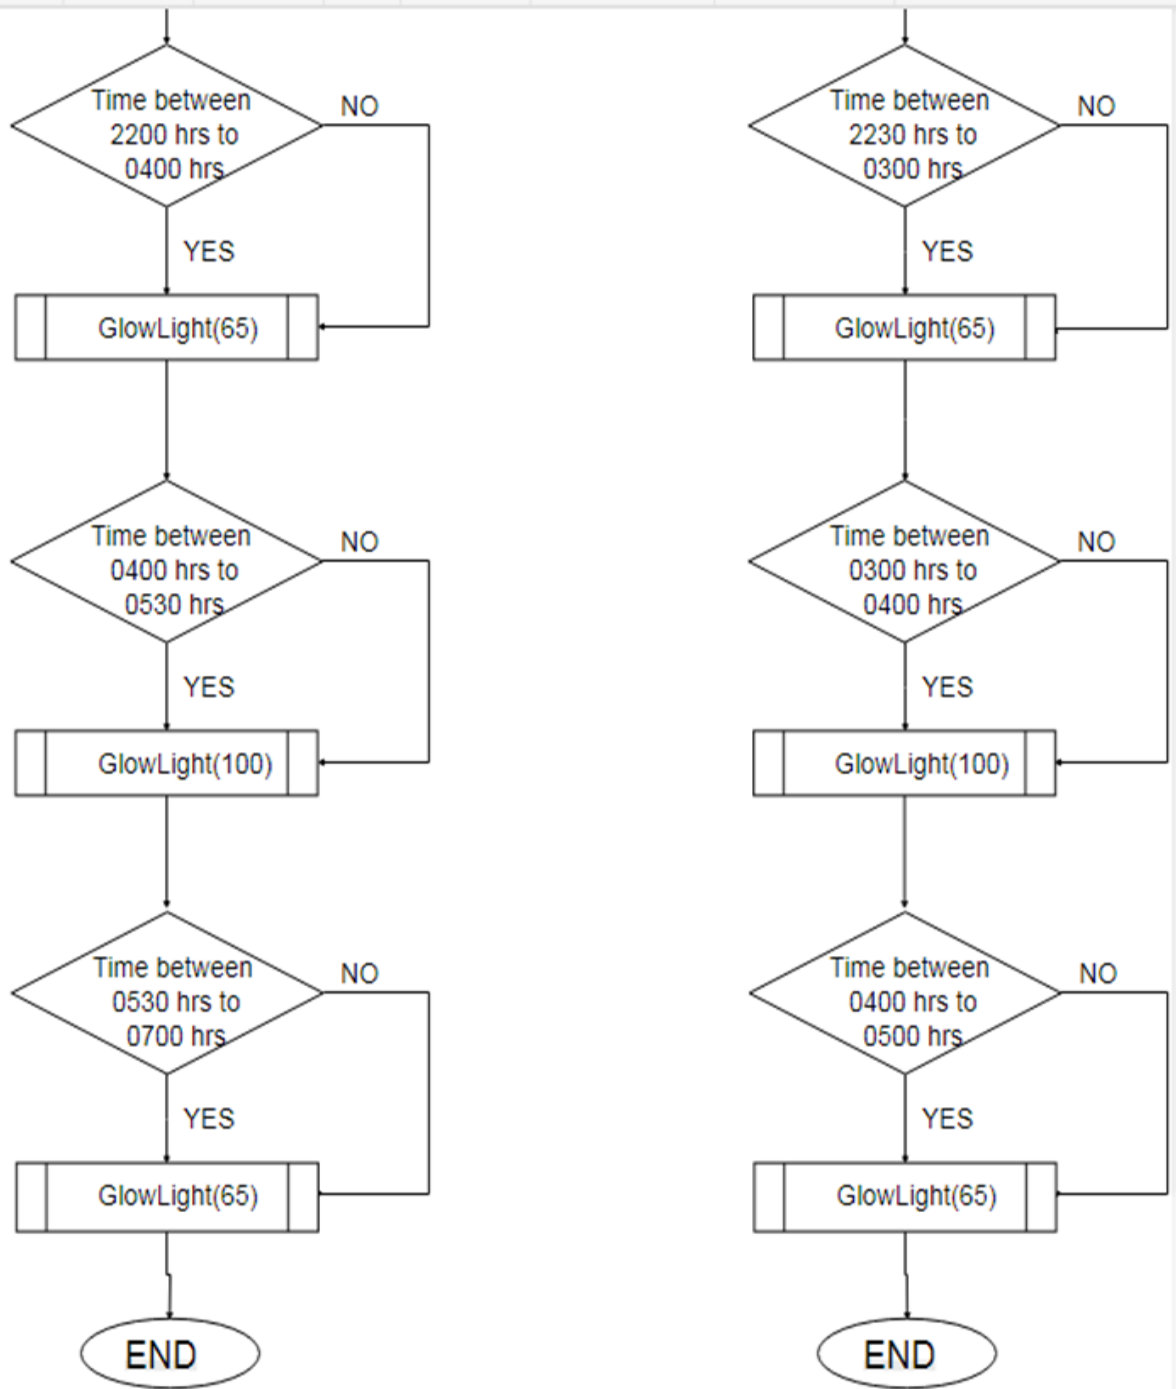 Time between
2200 hrs to
0400 hrs
NO
YES
GlowLight(65)
Time between
0400 hrs to
0530 hrs
NO
YES
GlowLight(100)
Time between
0530 hrs to
0700 hrs
NO
YES
GlowLight(65)
END
Time between
2230 hrs to
0300 hrs
NO
YES
GlowLight(65)
Time between
0300 hrs to
0400 hrs
NO
YES
GlowLight(100)
Time between
0400 hrs to
0500 hrs
NO
YES
GlowLight(65)
END